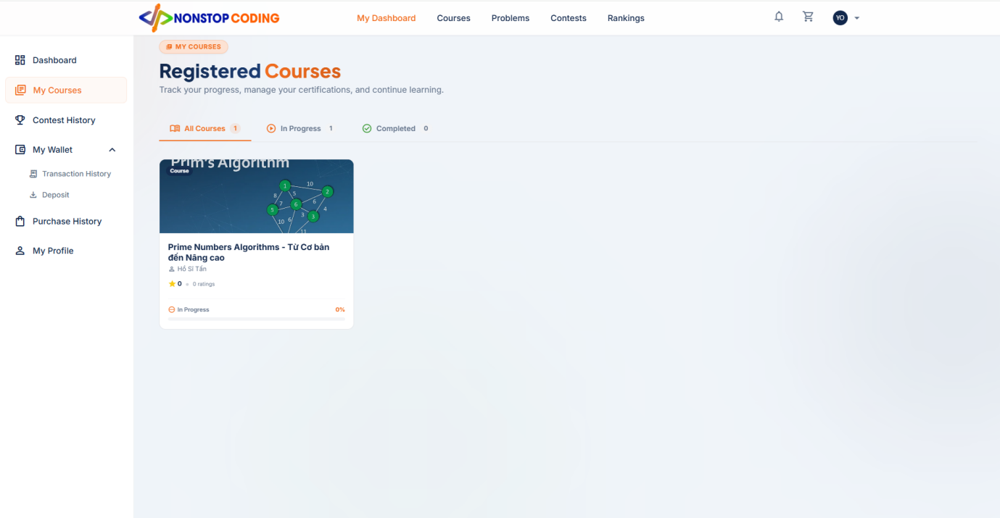 NONSTOP CODING
My Dashboard
Courses
Problems
Contests
Rankings
YO
Dashboard
My Courses
Contest History
My Wallet
Transaction History
Deposit
Purchase History
My Profile
MY COURSES
Registered Courses
Track your progress, manage your certifications, and continue learning.
All Courses 1
In Progress 1
Completed 0
Prim's Algorithm
Course
1
10
2
8
5
7
6
6
5
3
3
4
10
6
11
Prime Numbers Algorithms - Từ Cơ bản
đến Nâng cao
Hồ Sĩ Tấn
0 0 ratings
In Progress 0%